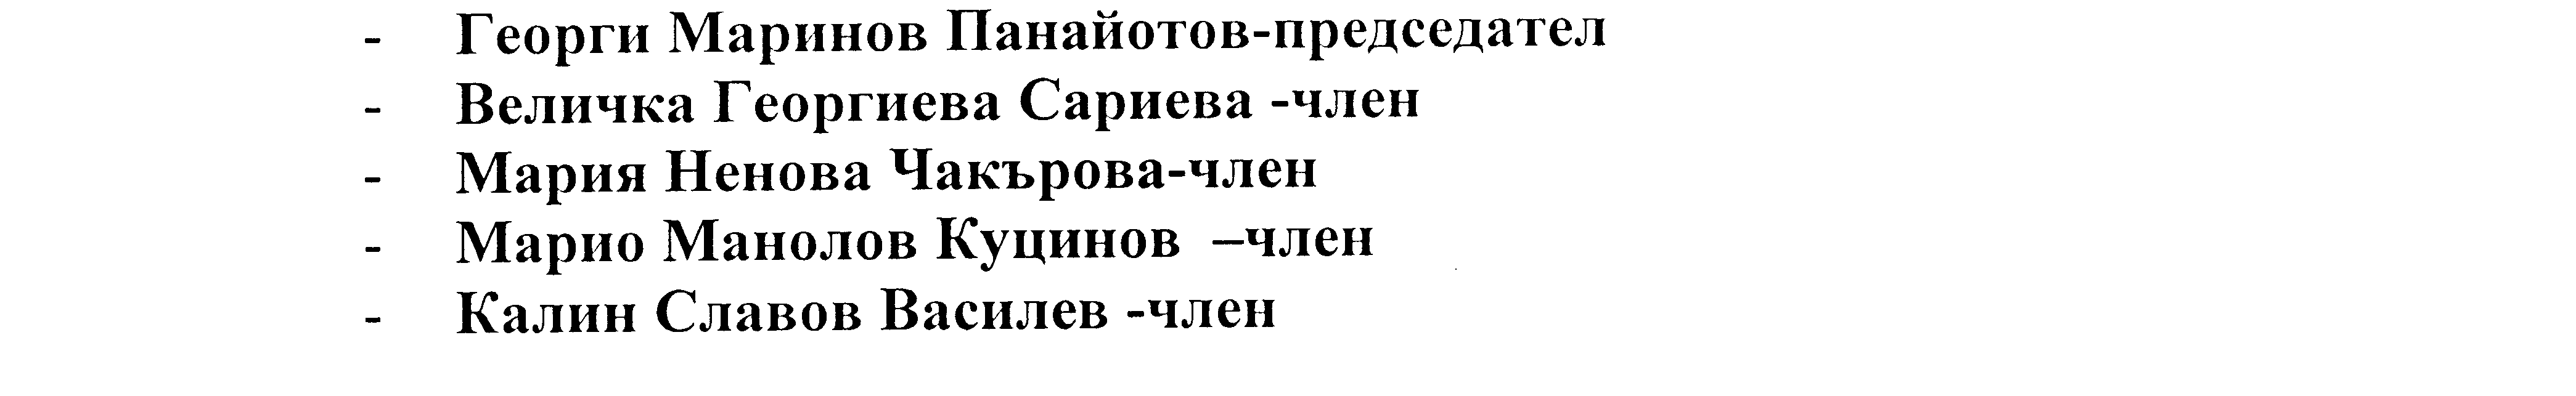 - Георги Маринов Панайотов-председател
- Величка Георгиева Сариева -член
- Мария Ненова Чакърова-член
- Марио Манолов Куцинов –член
- Калин Славов Василев -член